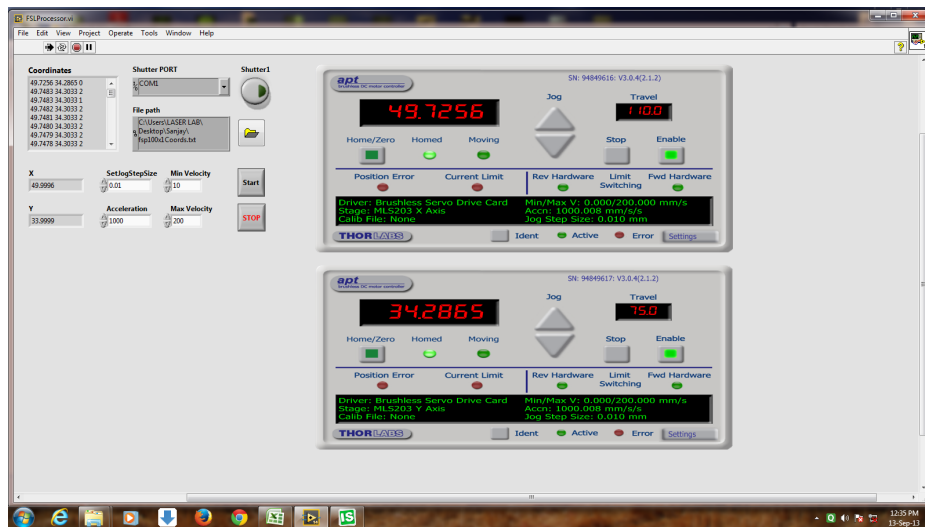 FSLProcessor.vi
File Edit View Project Operate Tools Window Help
Coordinates
49.7256 34.2865 0
49.7483 34.3033 2
49.7483 34.3033 1
49.7482 34.3033 2
49.7481 34.3033 2
49.7480 34.3033 2
49.7479 34.3033 2
49.7478 34.3033 2
Shutter PORT
COM1
File path
C:\Users\LASER LAB\
Desktop\Sanjay\
fsp100x1Coords.txt
Shutter1
X
49.9996
SetJogStepSize
0.01
Min Velocity
10
Start
Y
33.9999
Acceleration
1000
Max Velocity
200
STOP
apt
brushless DC motor controller
SN: 94849616: V3.0.4(2.1.2)
49.7256
Jog
Travel
110.0
Home/Zero Homed Moving
Stop Enable
Position Error Current Limit
Rev Hardware Limit Switching Fwd Hardware
Driver: Brushless Servo Drive Card
Stage: MLS203 X Axis
Calib File: None
Min/Max V: 0.000/200.000 mm/s
Accn: 1000.008 mm/s/s
Jog Step Size: 0.010 mm
THORLABS
Ident Active Error Settings
apt
brushless DC motor controller
SN: 94849617: V3.0.4(2.1.2)
34.2865
Jog
Travel
75.0
Home/Zero Homed Moving
Stop Enable
Position Error Current Limit
Rev Hardware Limit Switching Fwd Hardware
Driver: Brushless Servo Drive Card
Stage: MLS203 Y Axis
Calib File: None
Min/Max V: 0.000/200.000 mm/s
Accn: 1000.008 mm/s/s
Jog Step Size: 0.010 mm
THORLABS
Ident Active Error Settings
12:35 PM
13-Sep-13